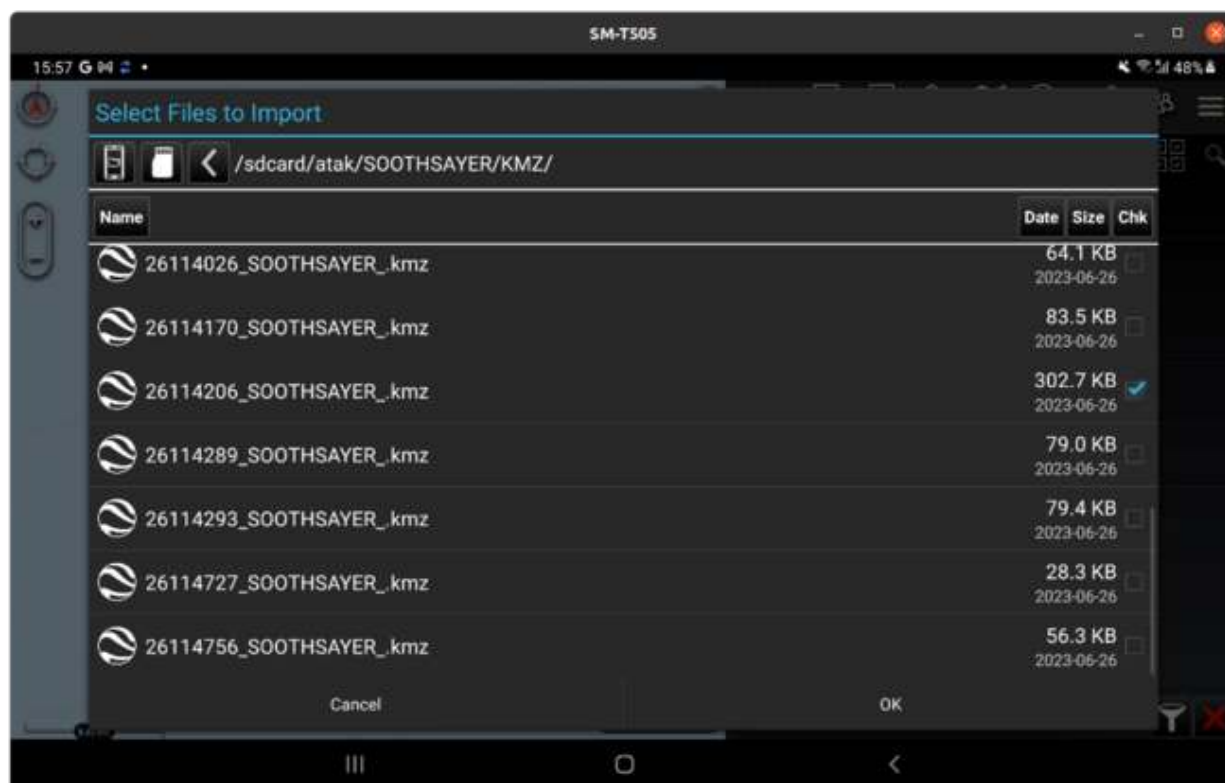 SM-T505
15:57 G
48%
Select Files to Import
/sdcard/atak/SOOTHSAYER/KMZ/
Name Date Size Chk
26114026_SOOTHSAYER_.kmz 64.1 KB
2023-06-26
26114170_SOOTHSAYER_.kmz 83.5 KB
2023-06-26
26114206_SOOTHSAYER_.kmz 302.7 KB
2023-06-26
26114289_SOOTHSAYER_.kmz 79.0 KB
2023-06-26
26114293_SOOTHSAYER_.kmz 79.4 KB
2023-06-26
26114727_SOOTHSAYER_.kmz 28.3 KB
2023-06-26
26114756_SOOTHSAYER_.kmz 56.3 KB
2023-06-26
Cancel OK